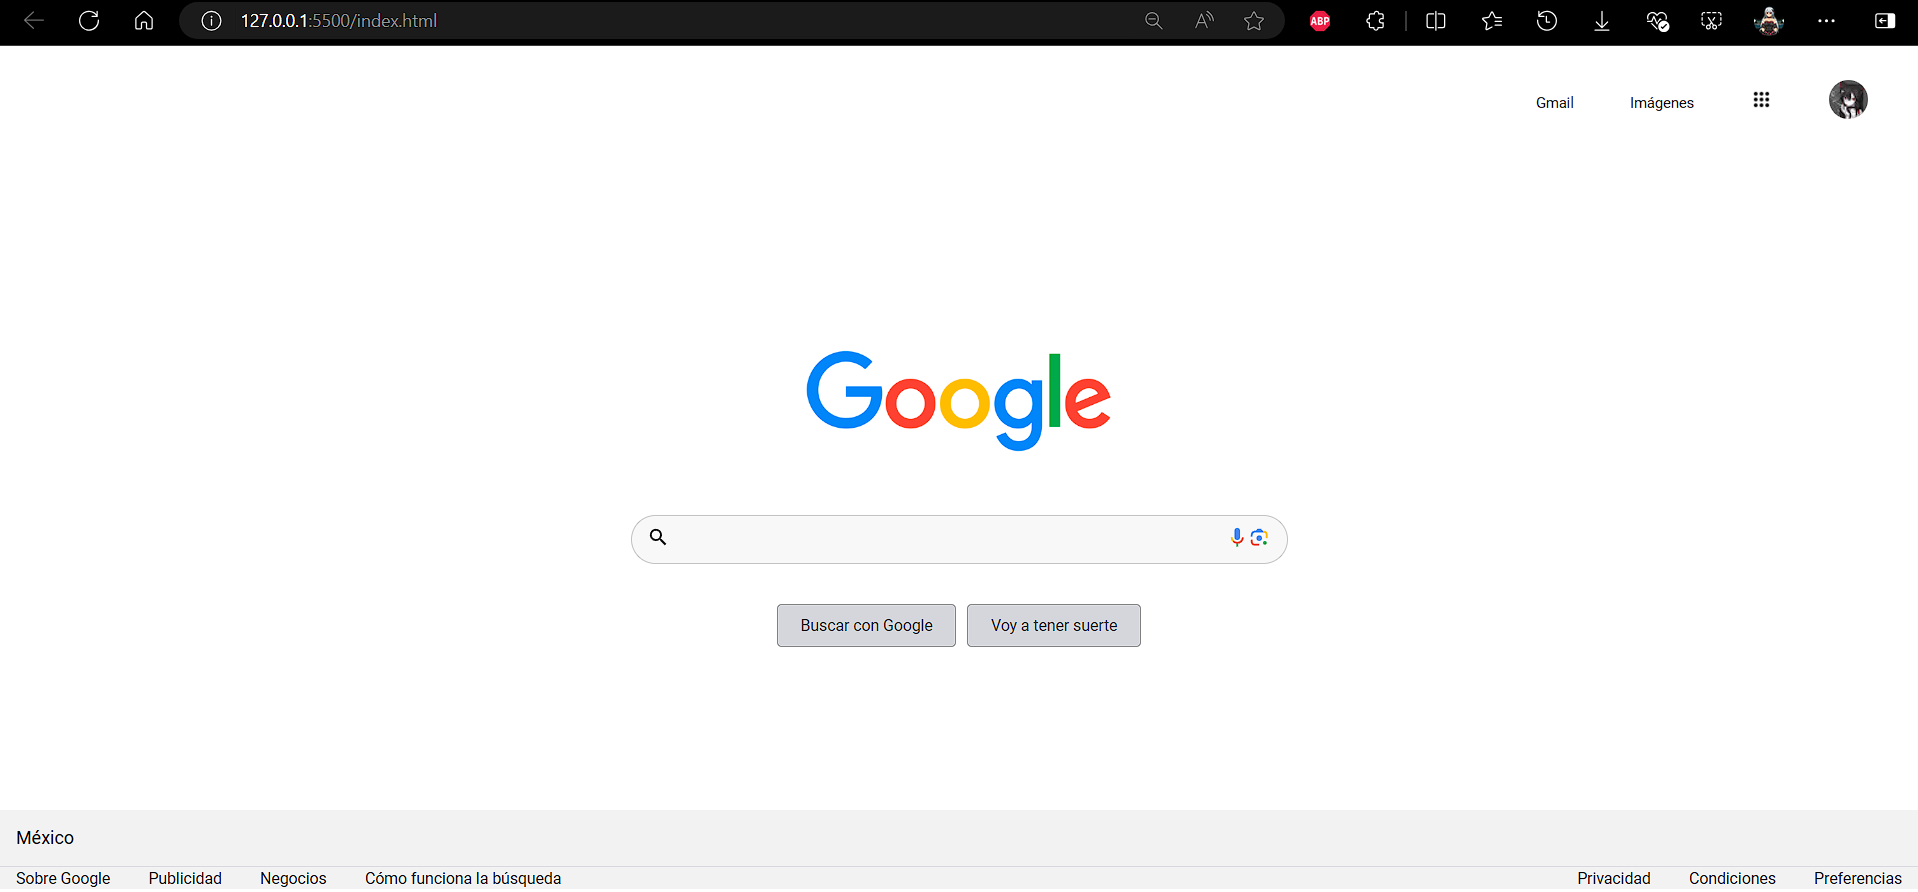 127.0.0.1:5500/index.html
ABP
Gmail Imágenes
Google
Buscar con Google Voy a tener suerte
México
Sobre Google Publicidad Negocios Cómo funciona la búsqueda Privacidad Condiciones Preferencias